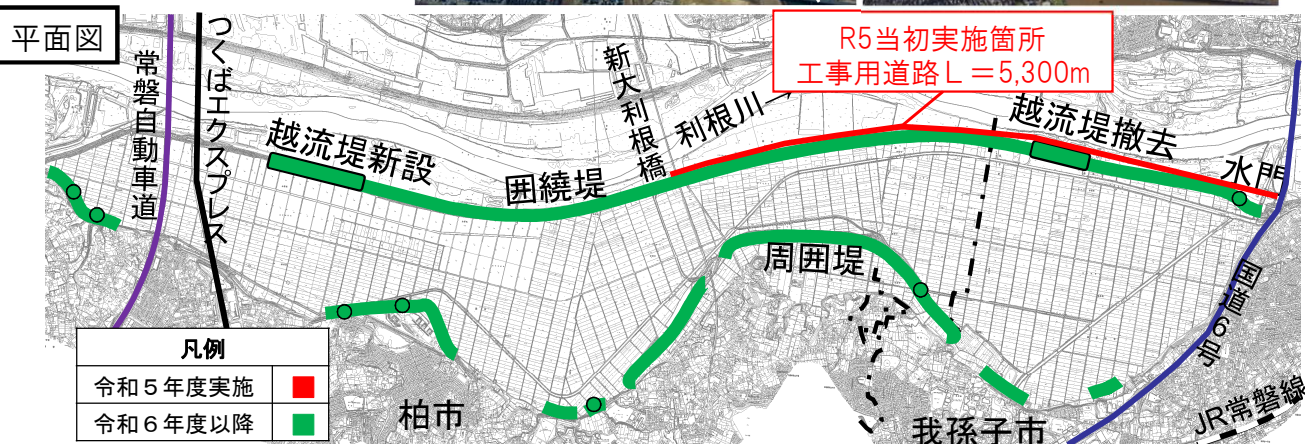 平面図
R5当初実施箇所
工事用道路L=5,300m
常磐自動車道
つくばエクスプレス
越流堤新設
囲繞堤
新大利根橋
利根川→
越流堤撤去
水門
周囲堤
国道6号
柏市
我孫子市
JR常磐線
凡例
令和5年度実施
令和6年度以降